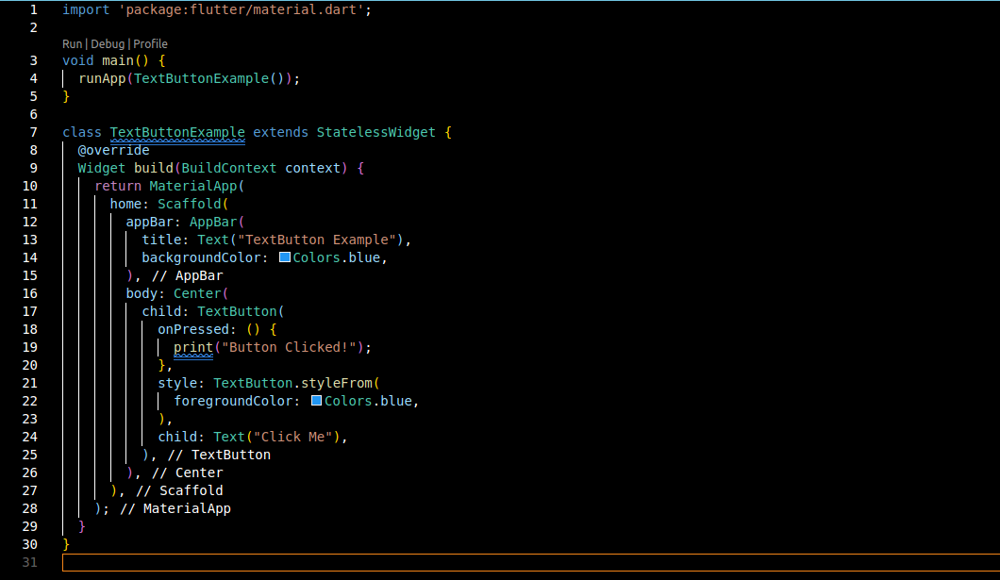 1 import 'package:flutter/material.dart';
2
Run | Debug | Profile
3 void main() {
4   runApp(TextButtonExample());
5 }
6
7 class TextButtonExample extends StatelessWidget {
8   @override
9   Widget build(BuildContext context) {
10     return MaterialApp(
11       home: Scaffold(
12         appBar: AppBar(
13           title: Text("TextButton Example"),
14           backgroundColor: Colors.blue,
15         ), // AppBar
16         body: Center(
17           child: TextButton(
18             onPressed: () {
19               print("Button Clicked!");
20             },
21             style: TextButton.styleFrom(
22               foregroundColor: Colors.blue,
23             ),
24             child: Text("Click Me"),
25           ), // TextButton
26         ), // Center
27       ), // Scaffold
28     ); // MaterialApp
29   }
30 }
31